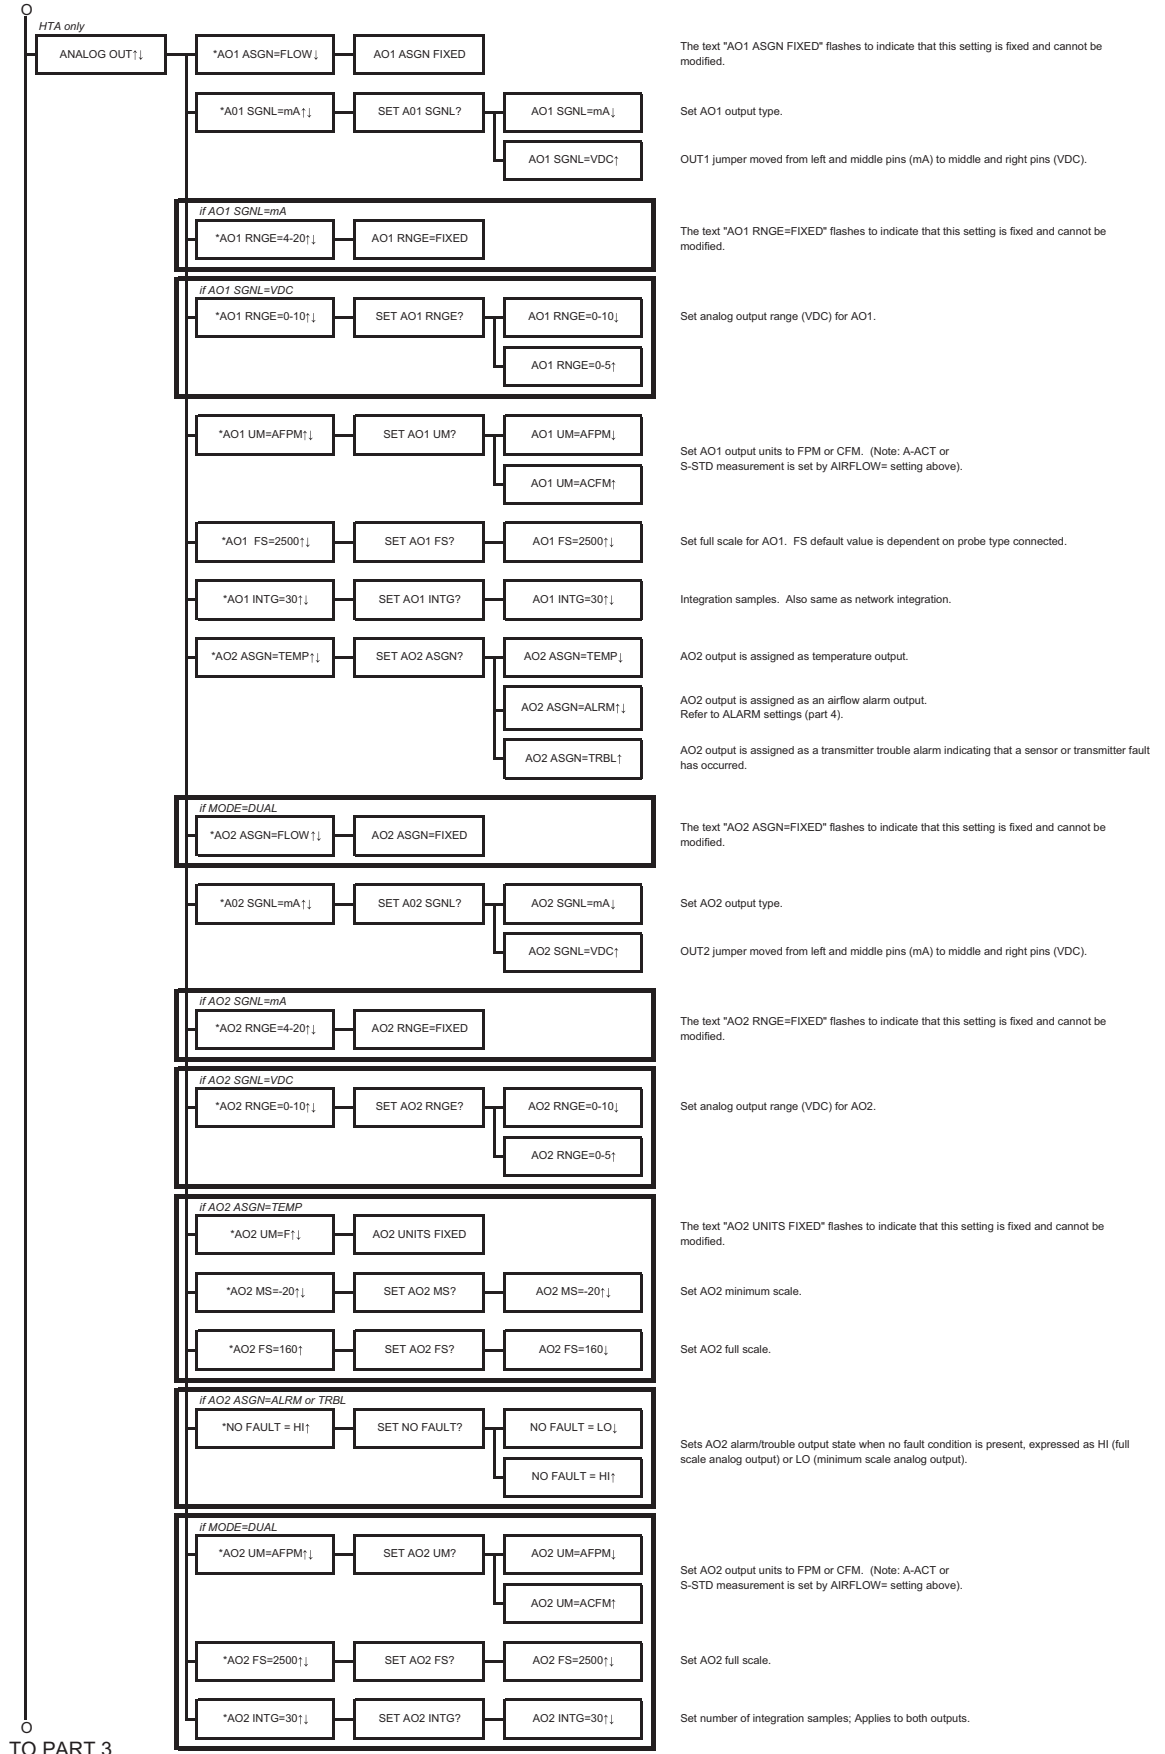 O
HTA only
ANALOG OUT↑↓
*AO1 ASGN=FLOW↓
AO1 ASGN FIXED
The text "AO1 ASGN FIXED" flashes to indicate that this setting is fixed and cannot be
modified.
*A01 SGNL=mA↑↓
SET A01 SGNL?
AO1 SGNL=mA↓
Set AO1 output type.
AO1 SGNL=VDC↑
OUT1 jumper moved from left and middle pins (mA) to middle and right pins (VDC).
if AO1 SGNL=mA
*AO1 RNGE=4-20↑↓
AO1 RNGE=FIXED
The text "AO1 RNGE=FIXED" flashes to indicate that this setting is fixed and cannot be
modified.
if AO1 SGNL=VDC
*AO1 RNGE=0-10↑↓
SET AO1 RNGE?
AO1 RNGE=0-10↓
Set analog output range (VDC) for AO1.
AO1 RNGE=0-5↑
*AO1 UM=AFPM↑↓
SET AO1 UM?
AO1 UM=AFPM↓
Set AO1 output units to FPM or CFM. (Note: A-ACT or
S-STD measurement is set by AIRFLOW= setting above).
AO1 UM=ACFM↑
*AO1 FS=2500↑↓
SET AO1 FS?
AO1 FS=2500↑↓
Set full scale for AO1. FS default value is dependent on probe type connected.
*AO1 INTG=30↑↓
SET AO1 INTG?
AO1 INTG=30↑↓
Integration samples. Also same as network integration.
*AO2 ASGN=TEMP↑↓
SET AO2 ASGN?
AO2 ASGN=TEMP↓
AO2 output is assigned as temperature output.
AO2 ASGN=ALRM↑↓
AO2 output is assigned as an airflow alarm output.
Refer to ALARM settings (part 4).
AO2 ASGN=TRBL↑
AO2 output is assigned as a transmitter trouble alarm indicating that a sensor or transmitter fault
has occurred.
if MODE=DUAL
*AO2 ASGN=FLOW↑↓
AO2 ASGN=FIXED
The text "AO2 ASGN=FIXED" flashes to indicate that this setting is fixed and cannot be
modified.
*A02 SGNL=mA↑↓
SET A02 SGNL?
AO2 SGNL=mA↓
Set AO2 output type.
AO2 SGNL=VDC↑
OUT2 jumper moved from left and middle pins (mA) to middle and right pins (VDC).
if AO2 SGNL=mA
*AO2 RNGE=4-20↑↓
AO2 RNGE=FIXED
The text "AO2 RNGE=FIXED" flashes to indicate that this setting is fixed and cannot be
modified.
if AO2 SGNL=VDC
*AO2 RNGE=0-10↑↓
SET AO2 RNGE?
AO2 RNGE=0-10↓
Set analog output range (VDC) for AO2.
AO2 RNGE=0-5↑
if AO2 ASGN=TEMP
*AO2 UM=F↑↓
AO2 UNITS FIXED
The text "AO2 UNITS FIXED" flashes to indicate that this setting is fixed and cannot be
modified.
*AO2 MS=-20↑↓
SET AO2 MS?
AO2 MS=-20↑↓
Set AO2 minimum scale.
*AO2 FS=160↑
SET AO2 FS?
AO2 FS=160↓
Set AO2 full scale.
if AO2 ASGN=ALRM or TRBL
*NO FAULT = HI↑
SET NO FAULT?
NO FAULT = LO↓
Sets AO2 alarm/trouble output state when no fault condition is present, expressed as HI (full
scale analog output) or LO (minimum scale analog output).
NO FAULT = HI↑
if MODE=DUAL
*AO2 UM=AFPM↑↓
SET AO2 UM?
AO2 UM=AFPM↓
Set AO2 output units to FPM or CFM. (Note: A-ACT or
S-STD measurement is set by AIRFLOW= setting above).
AO2 UM=ACFM↑
*AO2 FS=2500↑↓
SET AO2 FS?
AO2 FS=2500↑↓
Set AO2 full scale.
*AO2 INTG=30↑↓
SET AO2 INTG?
AO2 INTG=30↑↓
Set number of integration samples; Applies to both outputs.
O
TO PART 3